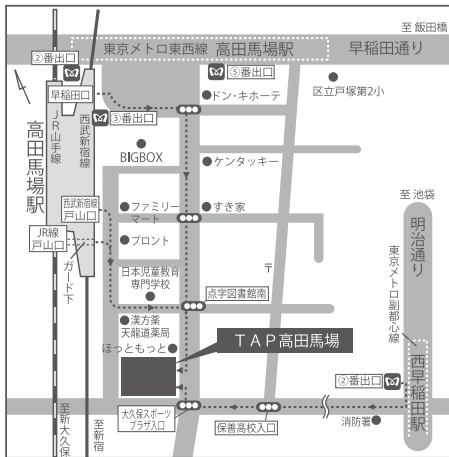 至 飯田橋
東京メトロ東西線 高田馬場駅
早稲田通り
②番出口
⑤番出口
早稲田口
③番出口
ドン・キホーテ
区立戸塚第2小
高田馬場駅
JR山手線
西武新宿線
BIGBOX
ケンタッキー
西武新宿線
戸山口
ファミリー
マート
すき家
至 池袋
JR線
戸山口
プロント
明治通り
東京メトロ副都心線
ガード下
日本児童教育
専門学校
点字図書館南
〒
漢方薬
天龍道薬局
ほっともっと
TAP高田馬場
②番出口
西早稲田駅
至新大久保
至新宿
大久保スポーツ
プラザ入口
保善高校入口
消防署